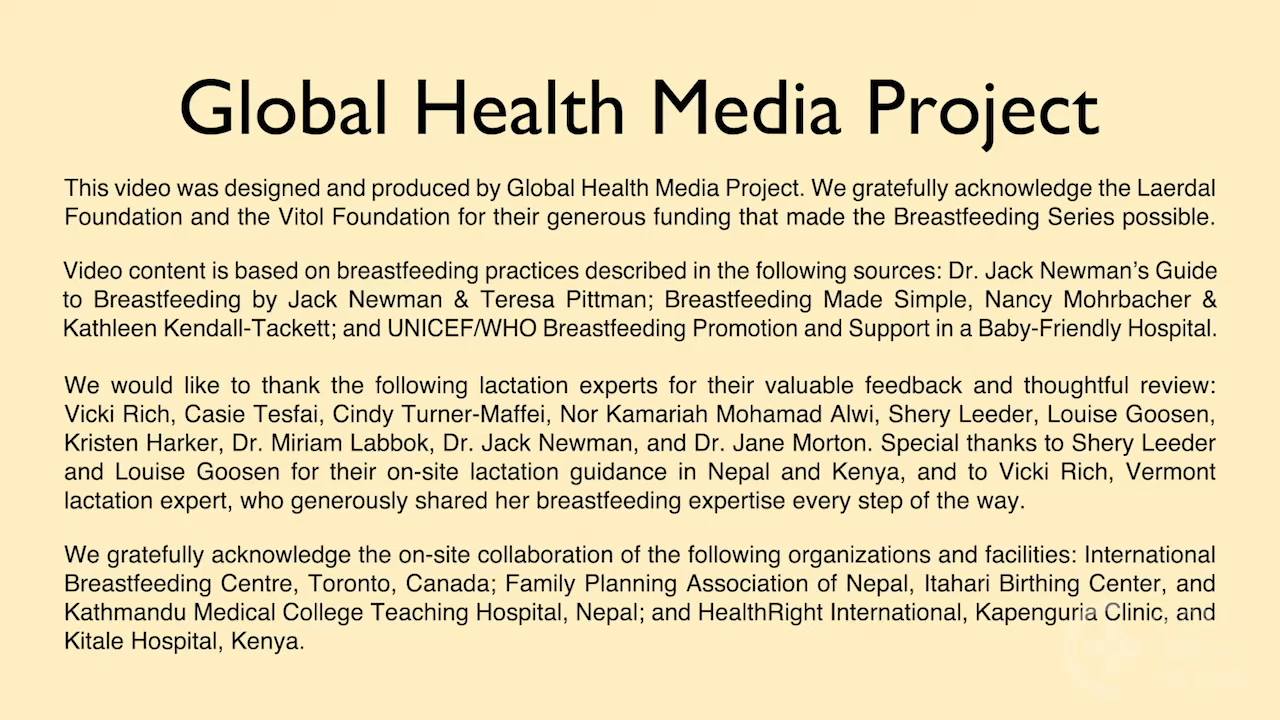 Global Health Media Project
This video was designed and produced by Global Health Media Project. We gratefully acknowledge the Laerdal
Foundation and the Vitol Foundation for their generous funding that made the Breastfeeding Series possible.
Video content is based on breastfeeding practices described in the following sources: Dr. Jack Newman’s Guide
to Breastfeeding by Jack Newman & Teresa Pittman; Breastfeeding Made Simple, Nancy Mohrbacher &
Kathleen Kendall-Tackett; and UNICEF/WHO Breastfeeding Promotion and Support in a Baby-Friendly Hospital.
We would like to thank the following lactation experts for their valuable feedback and thoughtful review:
Vicki Rich, Casie Tesfai, Cindy Turner-Maffei, Nor Kamariah Mohamad Alwi, Shery Leeder, Louise Goosen,
Kristen Harker, Dr. Miriam Labbok, Dr. Jack Newman, and Dr. Jane Morton. Special thanks to Shery Leeder
and Louise Goosen for their on-site lactation guidance in Nepal and Kenya, and to Vicki Rich, Vermont
lactation expert, who generously shared her breastfeeding expertise every step of the way.
We gratefully acknowledge the on-site collaboration of the following organizations and facilities: International
Breastfeeding Centre, Toronto, Canada; Family Planning Association of Nepal, Itahari Birthing Center, and
Kathmandu Medical College Teaching Hospital, Nepal; and HealthRight International, Kapenguria Clinic, and
Kitale Hospital, Kenya.